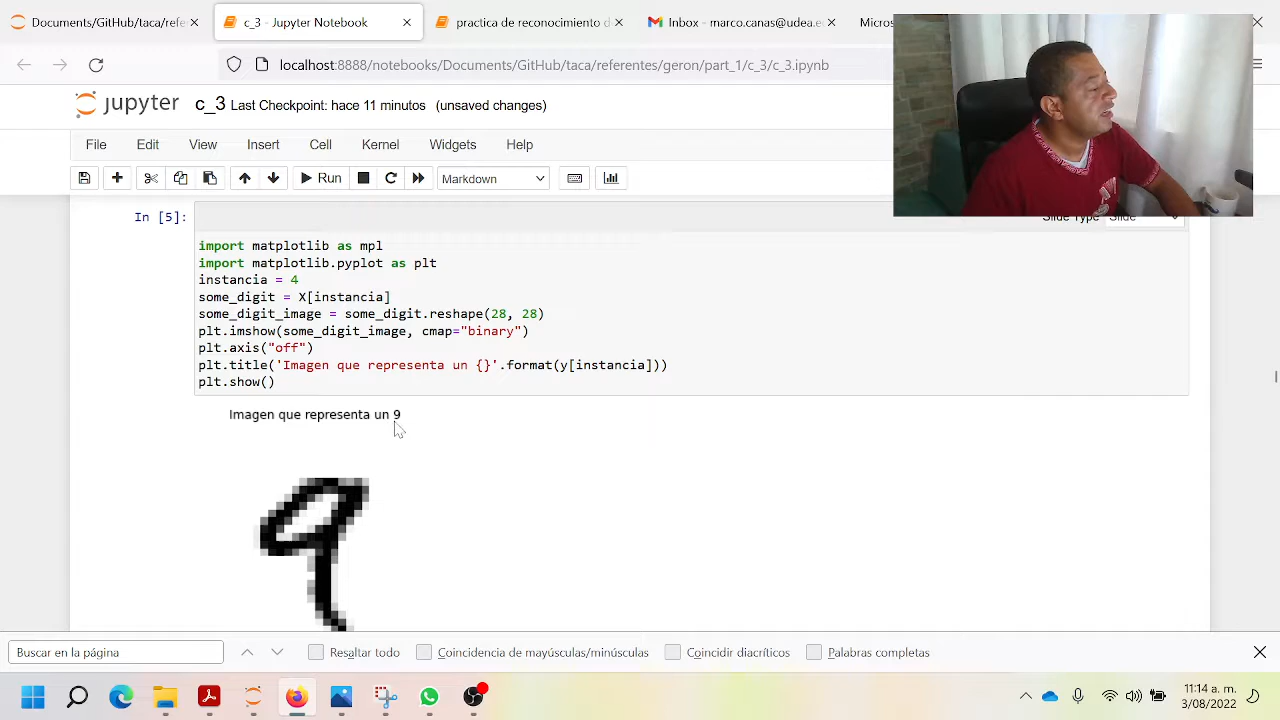 Documents/GitHub/taca/refere
c_3 - Jupyter Notebook
practica de reconocimiento d
Inbox - marco.canas@udea.e
Micros
localhost:8888/notebooks/Documents/GitHub/taca/referentes/geron/part_1/c_3/c_3.ipynb
jupyter c_3 Last Checkpoint: hace 11 minutos (unsaved changes)
File Edit View Insert Cell Kernel Widgets Help
Run Markdown
Slide Type Slide
In [5]:
import matplotlib as mpl
import matplotlib.pyplot as plt
instancia = 4
some_digit = X[instancia]
some_digit_image = some_digit.reshape(28, 28)
plt.imshow(some_digit_image, cmap="binary")
plt.axis("off")
plt.title('Imagen que representa un {}'.format(y[instancia]))
plt.show()
Imagen que representa un 9
9
Buscar en la página
Resaltar todo
Coincidencia de mayúsculas/minúsculas
Coincidir diacríticos
Palabras completas
11:14 a. m.
3/08/2022